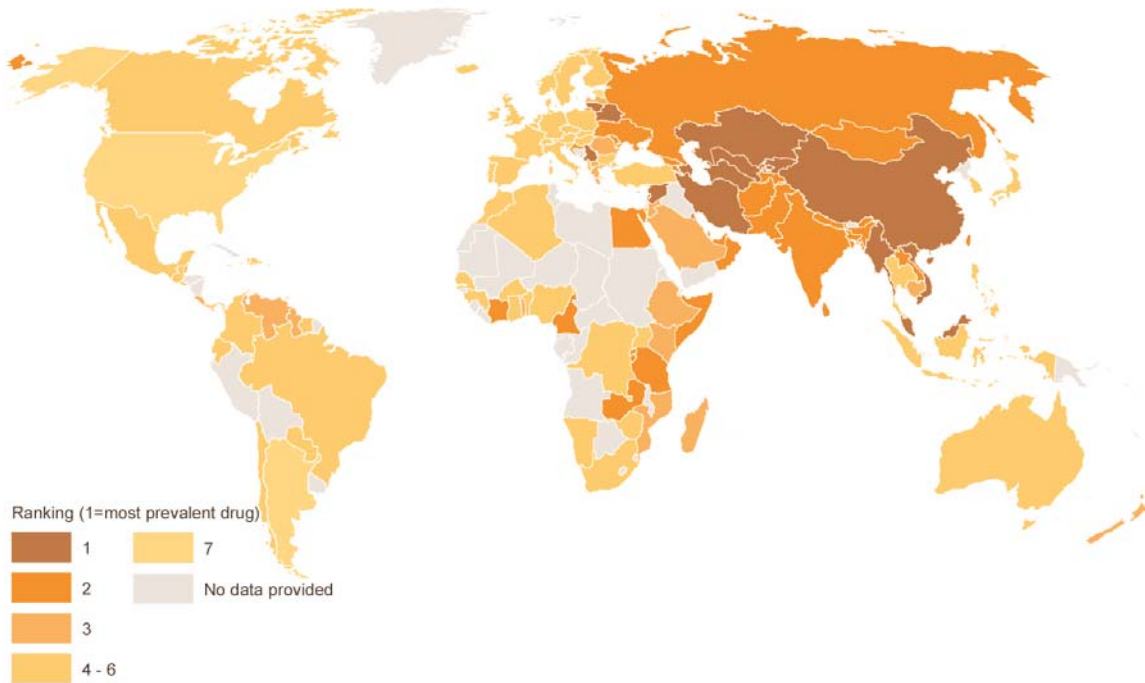 Ranking (1=most prevalent drug)
1
7
2
No data provided
3
4 - 6